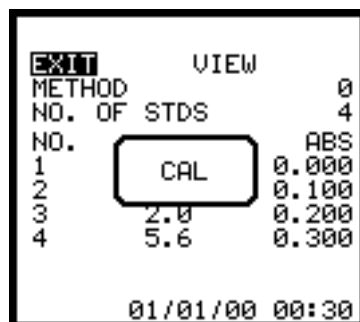 EXIT VIEW
METHOD 0
NO. OF STDS 4
NO. ABS
1 CAL 0.000
2 0.100
3 2.0 0.200
4 5.6 0.300
01/01/00 00:30